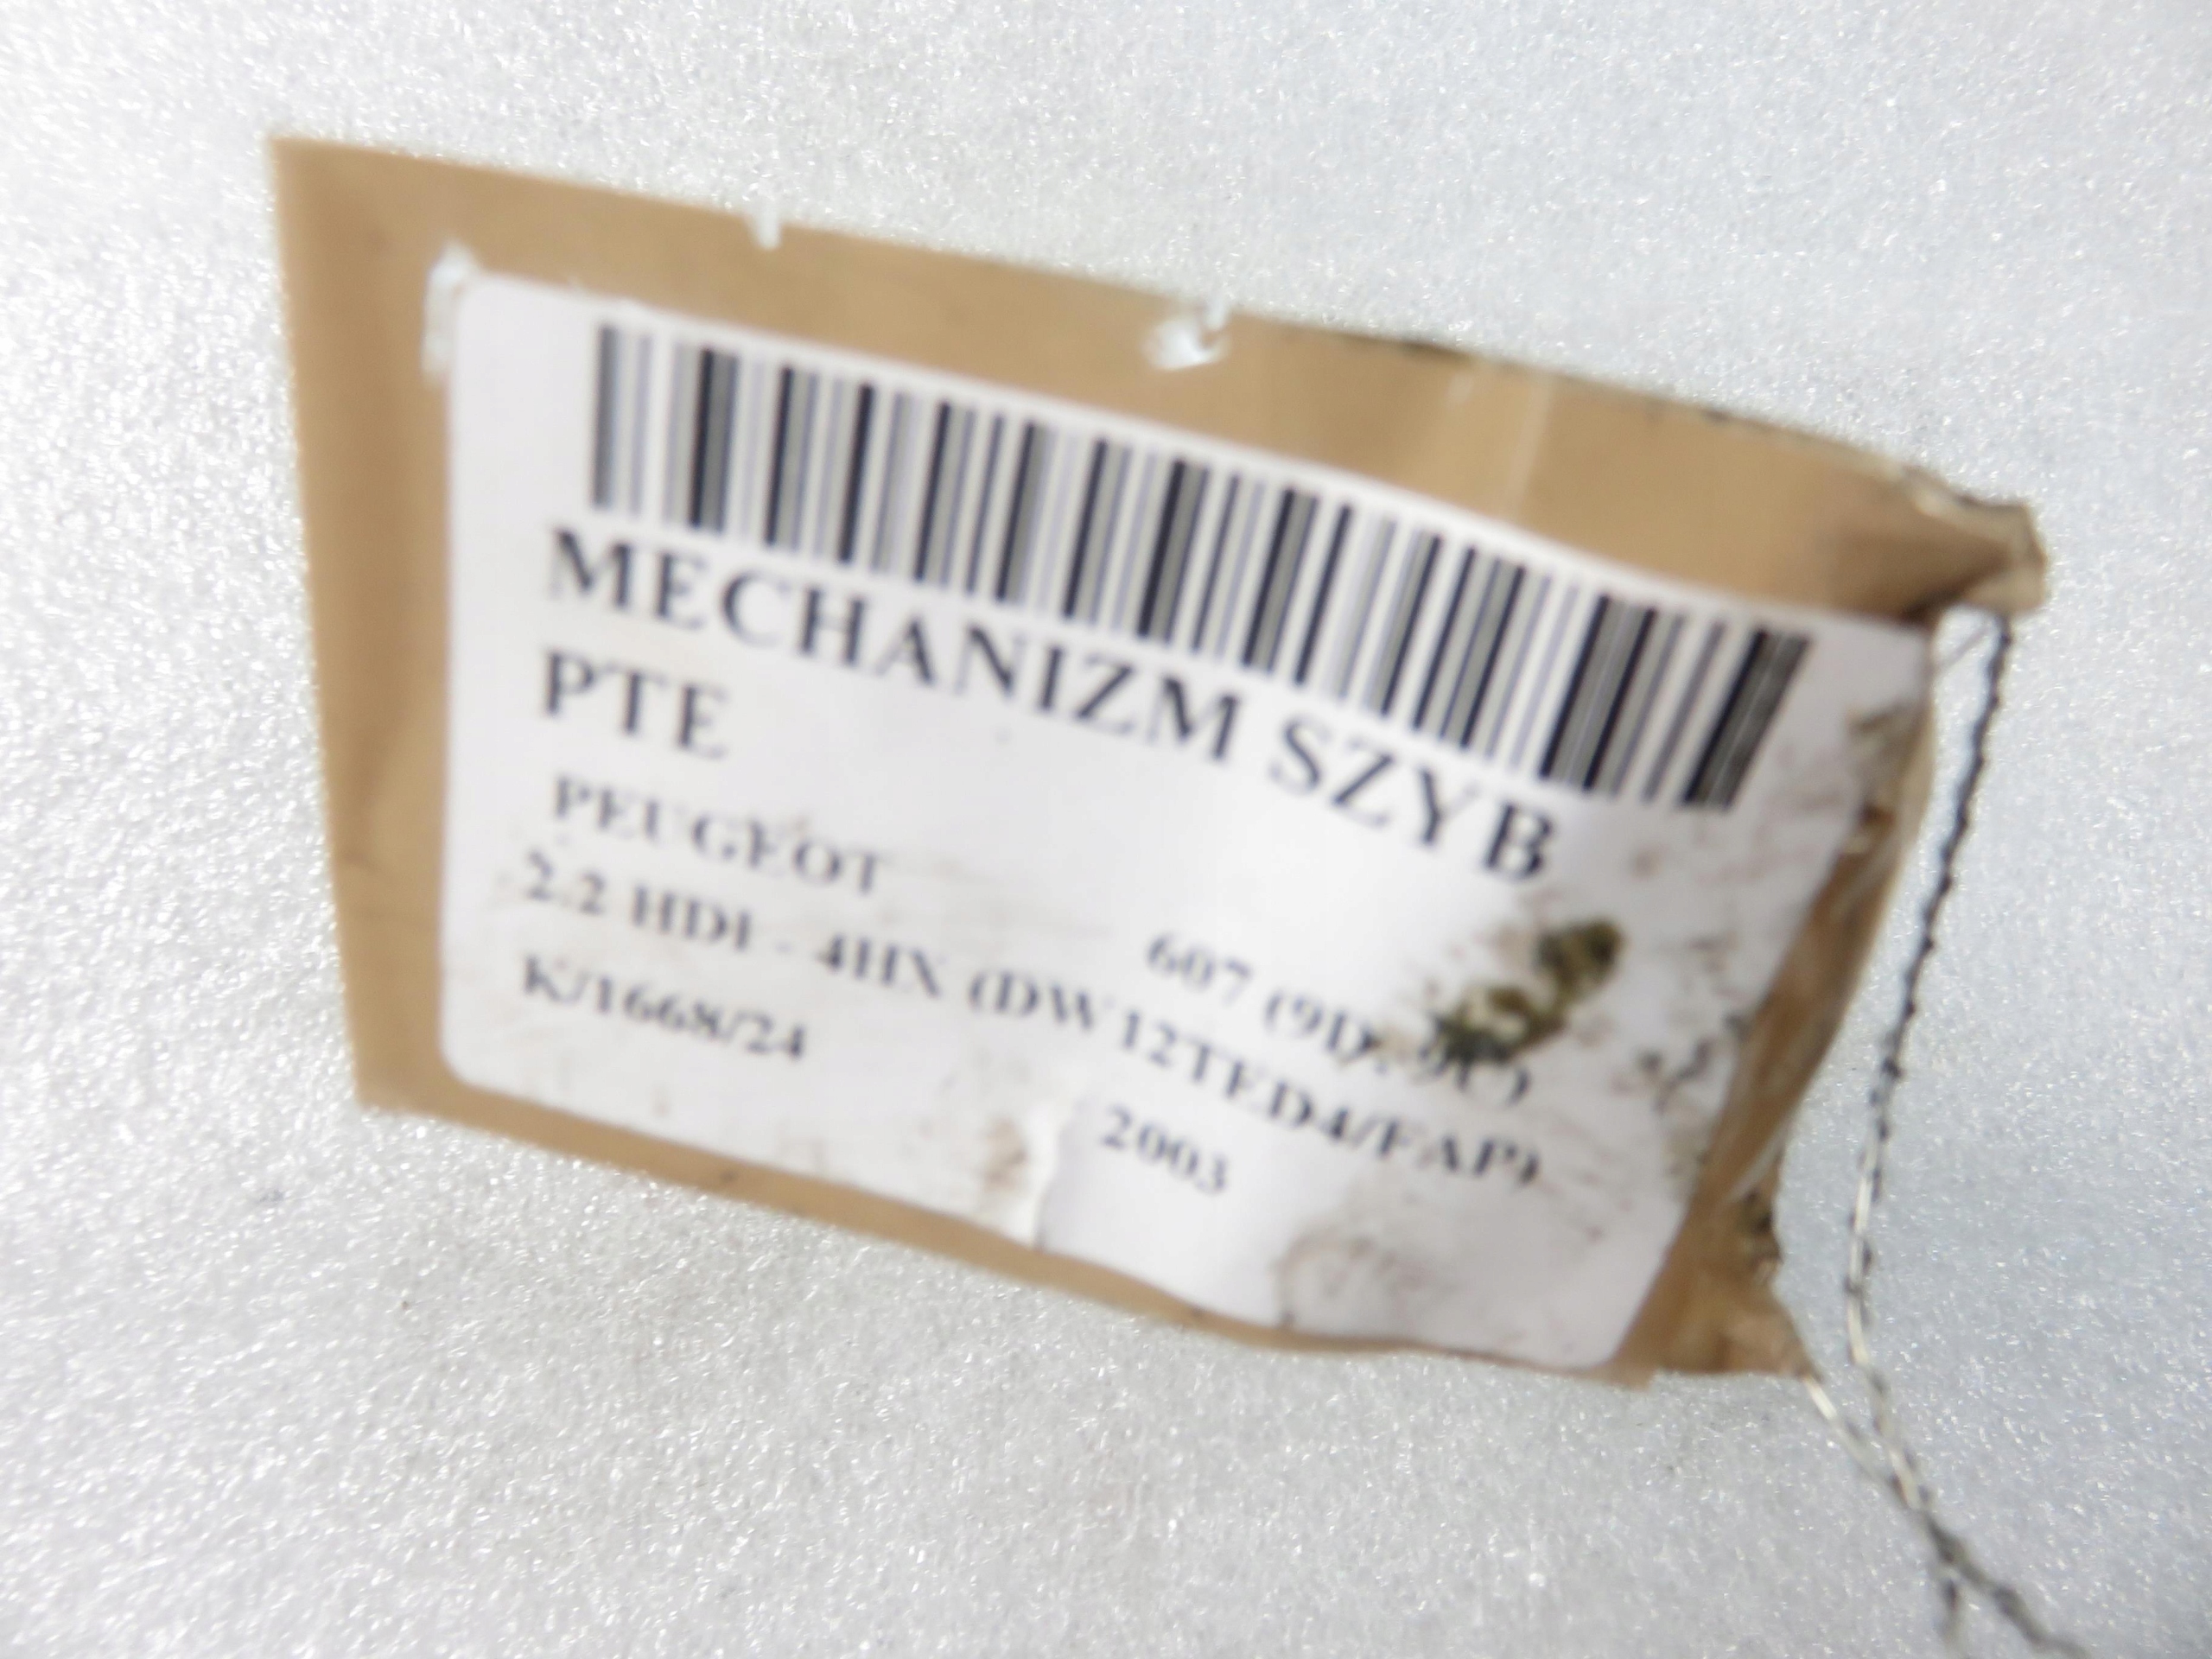 MECHANIZM SZYB
PTE
PEUGEOT 607 (9D, 9U)
2.2 HDI - 4HX (DW12TED4/FAP)
K/1668/24 2003